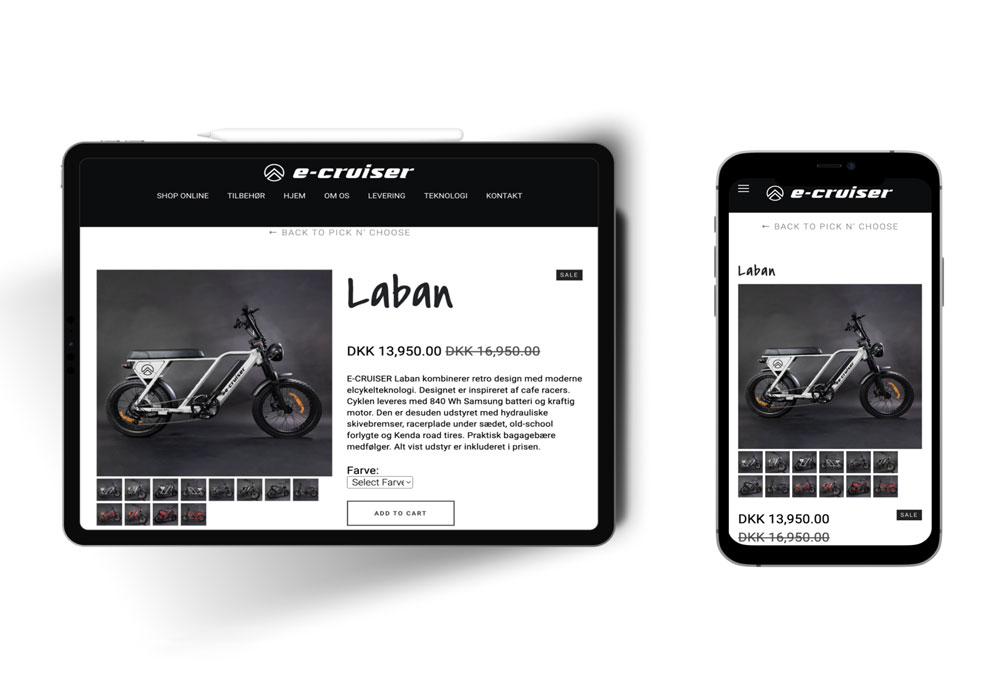 e-cruiser
SHOP ONLINE TILBEHØR HJEM OM OS LEVERING TEKNOLOGI KONTAKT
← BACK TO PICK N' CHOOSE
Laban
SALE
DKK 13,950.00 DKK 16,950.00
E-CRUISER Laban kombinerer retro design med moderne
elcykelteknologi. Designet er inspireret af cafe racers.
Cyklen leveres med 840 Wh Samsung batteri og kraftig
motor. Den er desuden udstyret med hydrauliske
skivebremser, racerplade under sædet, old-school
forlygte og Kenda road tires. Praktisk bagagebære
medfølger. Alt vist udstyr er inkluderet i prisen.
Farve:
Select Farve
ADD TO CART
e-cruiser
e-cruiser
← BACK TO PICK N' CHOOSE
Laban
e-cruiser
DKK 13,950.00
SALE
DKK 16,950.00